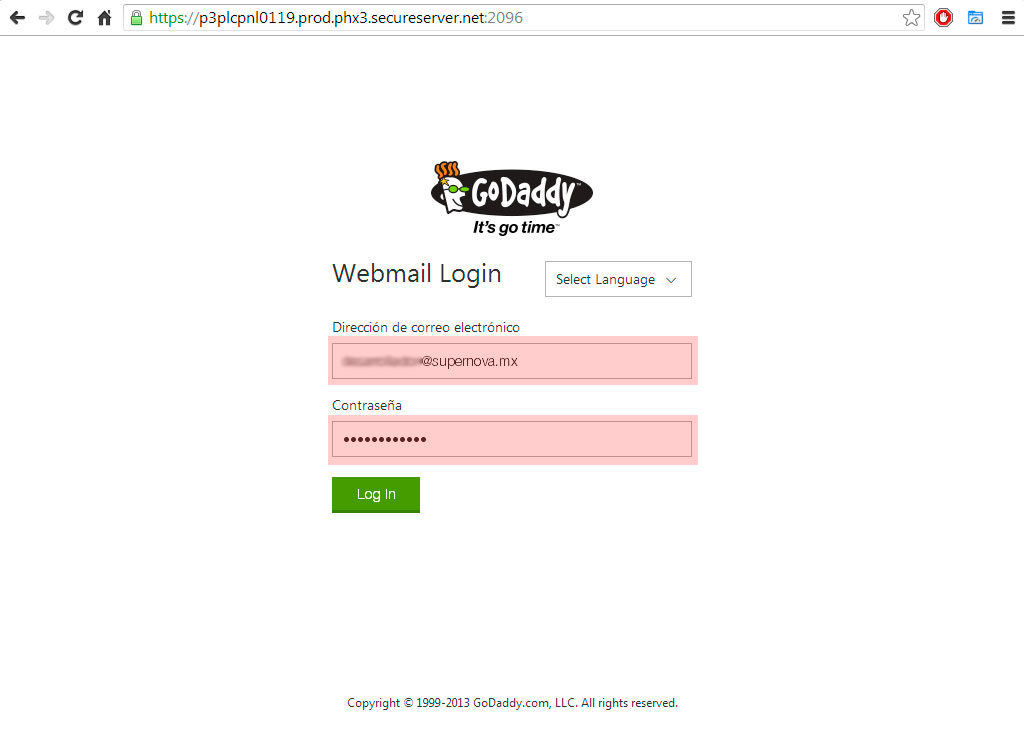 https://p3plcpnl0119.prod.phx3.secureserver.net:2096
GoDaddy™
It's go time™
Webmail Login
Select Language
Dirección de correo electrónico
@supernova.mx
Contraseña
••••••••••••
Log In
Copyright © 1999-2013 GoDaddy.com, LLC. All rights reserved.